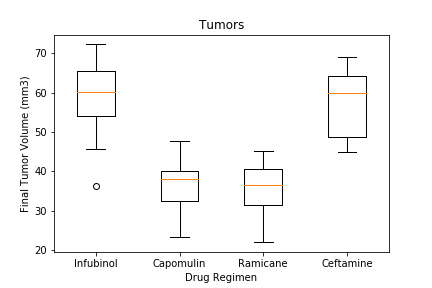 Tumors
Final Tumor Volume (mm3)
70
60
50
40
30
20
Infubinol Capomulin Ramicane Ceftamine
Drug Regimen